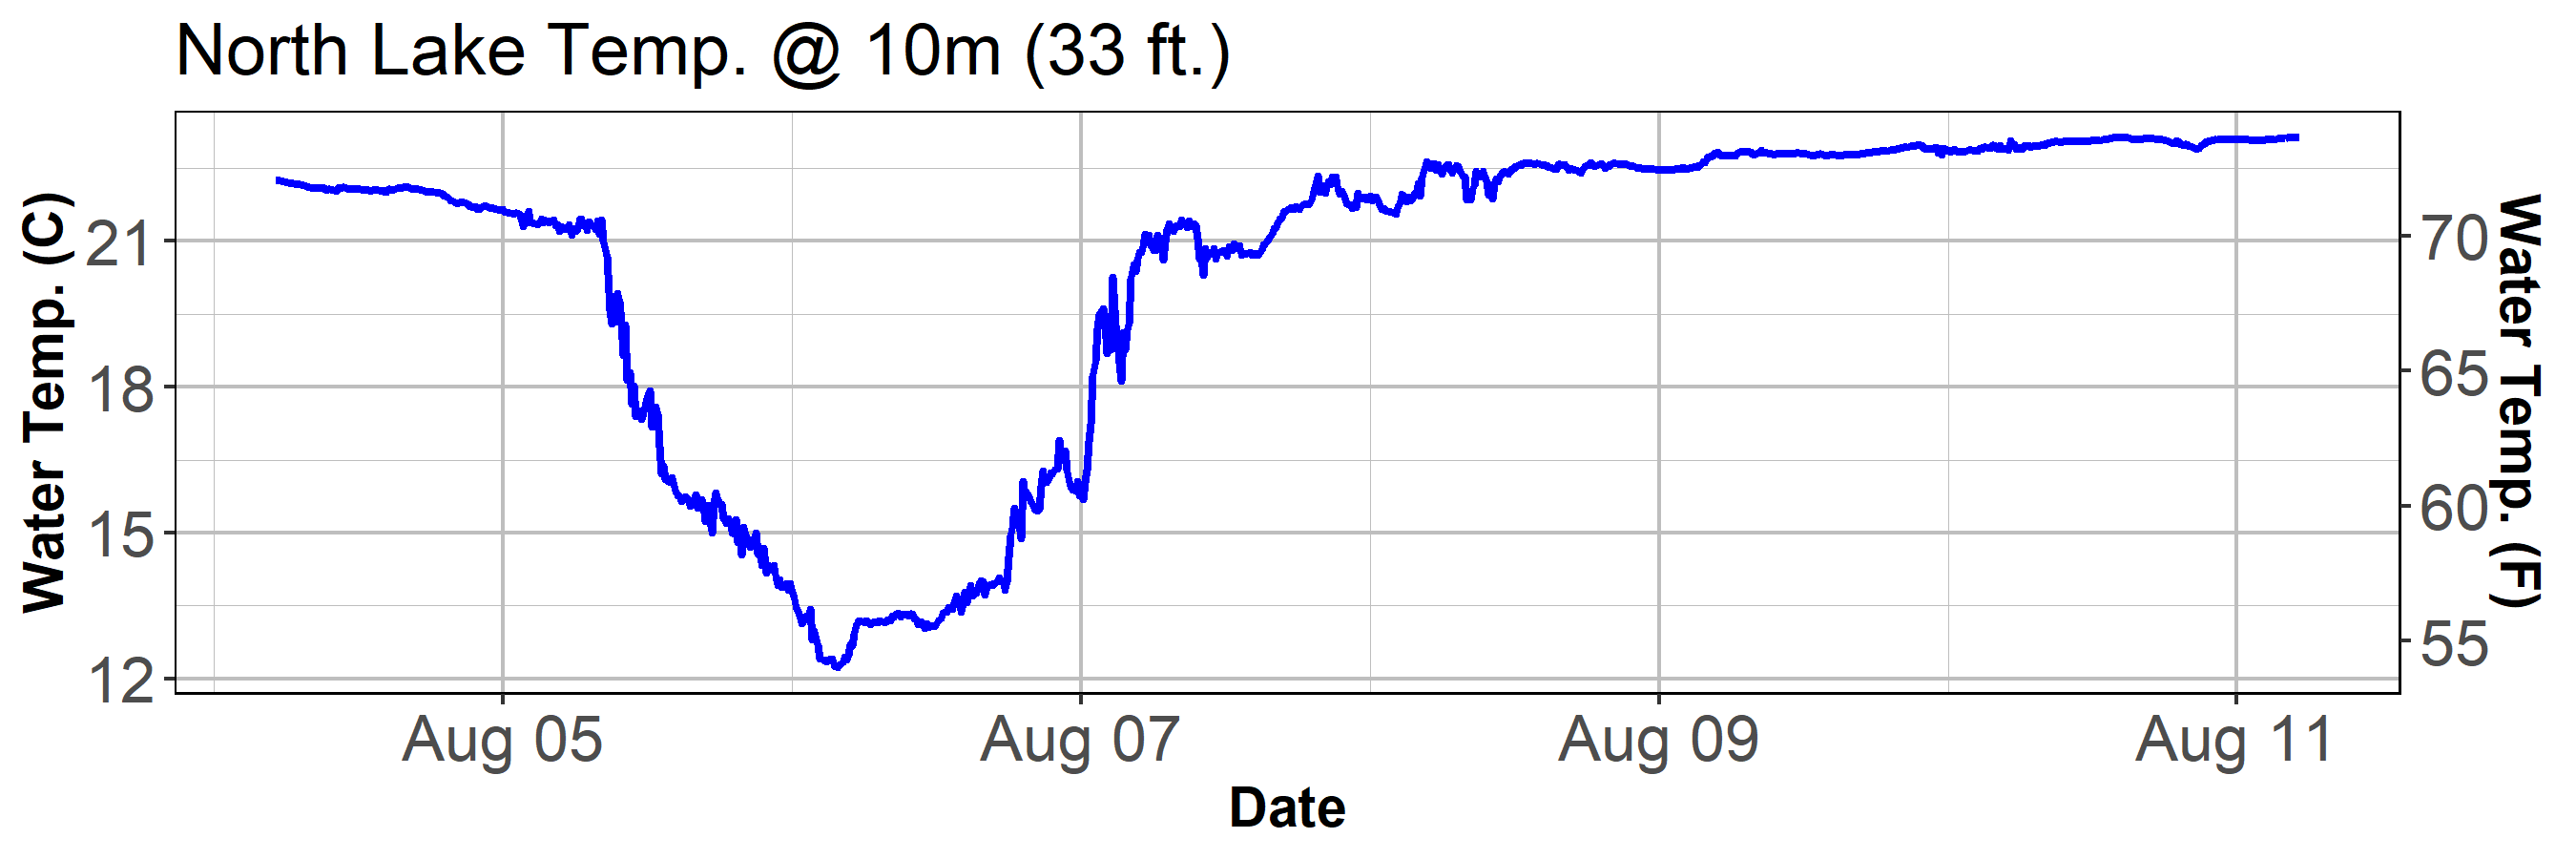 North Lake Temp. @ 10m (33 ft.)
Water Temp. (C)
21
18
15
12
70
65
60
55
Water Temp. (F)
Aug 05 Aug 07 Aug 09 Aug 11
Date